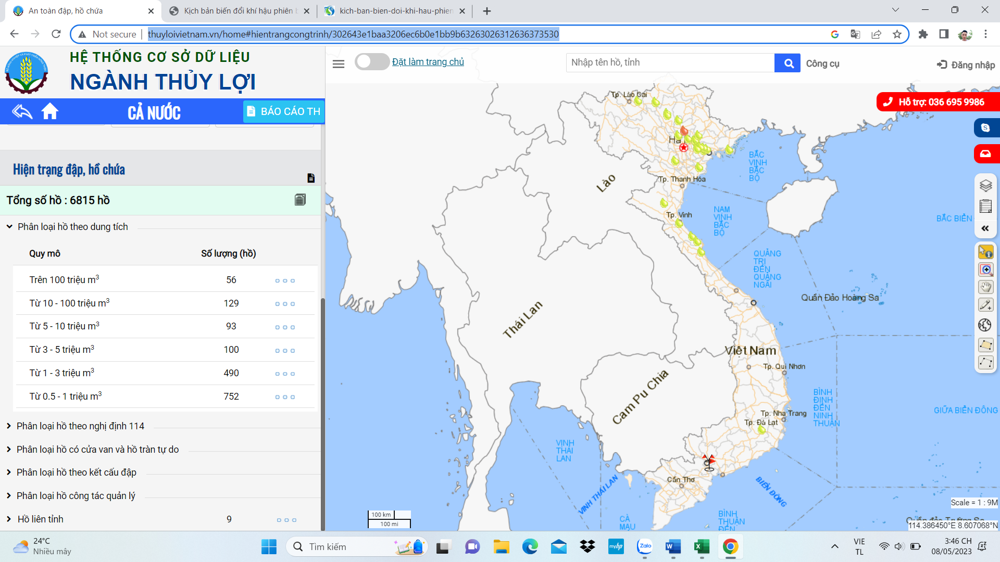 An toàn đập, hồ chứa
Kịch bản biến đổi khí hậu phiên b
kich-ban-bien-doi-khi-hau-phien
Not secure
thuyloivietnam.vn/home#hientrangcongtrinh/302643e1baa3206ec6b0e1bb9b63263026312636373530
HỆ THỐNG CƠ SỞ DỮ LIỆU
NGÀNH THỦY LỢI
CẢ NƯỚC
BÁO CÁO TH
Đặt làm trang chủ
Nhập tên hồ, tỉnh
Công cụ
Đăng nhập
Hỗ trợ: 036 695 9986
Hiện trạng đập, hồ chứa
Tổng số hồ : 6815 hồ
Phân loại hồ theo dung tích
Quy mô Số lượng (hồ)
Trên 100 triệu m³ 56
Từ 10 - 100 triệu m³ 129
Từ 5 - 10 triệu m³ 93
Từ 3 - 5 triệu m³ 100
Từ 1 - 3 triệu m³ 490
Từ 0.5 - 1 triệu m³ 752
Phân loại hồ theo nghị định 114
Phân loại hồ có cửa van và hồ tràn tự do
Phân loại hồ theo kết cấu đập
Phân loại hồ công tác quản lý
Hồ liên tỉnh 9
Tp. Lào Cai
Tp. Thanh Hóa
Tp. Vinh
Lào
Thái Lan
Cam Pu Chia
Việt Nam
Tp. Qui Nhơn
Tp. Nha Trang
Tp. Đà Lạt
Cần Thơ
BẮC
VỊNH
BẮC
BỘ
NAM
VỊNH
BẮC
BỘ
BẮC BIỂN
QUẢNG
TRỊ
ĐẾN
QUẢNG
NGÃI
Quần Đảo Hoàng Sa
BÌNH
ĐỊNH
ĐẾN
NINH
THUẬN
GIỮA BIỂN ĐÔNG
VỊNH
THÁI
LAN
VỊNH THÁI LAN
BIỂN ĐÔNG
CÀ
MAU
BÌNH
THUẬN
ĐẾN
Quần đảo Trường Sa
Scale = 1 : 9M
114.386450°E 8.607068°N
100 km
100 mi
24°C
Nhiều mây
Tìm kiếm
myhp
Zalo
VIE
TL
3:46 CH
08/05/2023